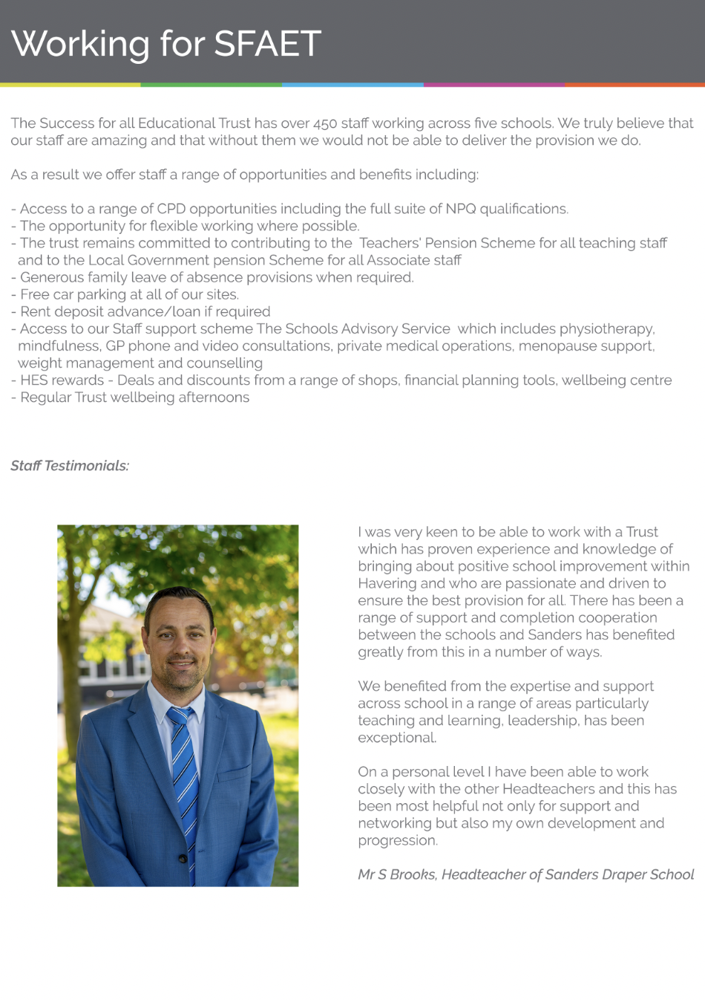 Working for SFAET
The Success for all Educational Trust has over 450 staff working across five schools. We truly believe that
our staff are amazing and that without them we would not be able to deliver the provision we do.
As a result we offer staff a range of opportunities and benefits including:
- Access to a range of CPD opportunities including the full suite of NPQ qualifications.
- The opportunity for flexible working where possible.
- The trust remains committed to contributing to the  Teachers' Pension Scheme for all teaching staff
and to the Local Government pension Scheme for all Associate staff
- Generous family leave of absence provisions when required.
- Free car parking at all of our sites.
- Rent deposit advance/loan if required
- Access to our Staff support scheme The Schools Advisory Service  which includes physiotherapy,
mindfulness, GP phone and video consultations, private medical operations, menopause support,
weight management and counselling
- HES rewards - Deals and discounts from a range of shops, financial planning tools, wellbeing centre
- Regular Trust wellbeing afternoons
Staff Testimonials:
I was very keen to be able to work with a Trust
which has proven experience and knowledge of
bringing about positive school improvement within
Havering and who are passionate and driven to
ensure the best provision for all. There has been a
range of support and completion cooperation
between the schools and Sanders has benefited
greatly from this in a number of ways.
We benefited from the expertise and support
across school in a range of areas particularly
teaching and learning, leadership, has been
exceptional.
On a personal level I have been able to work
closely with the other Headteachers and this has
been most helpful not only for support and
networking but also my own development and
progression.
Mr S Brooks, Headteacher of Sanders Draper School